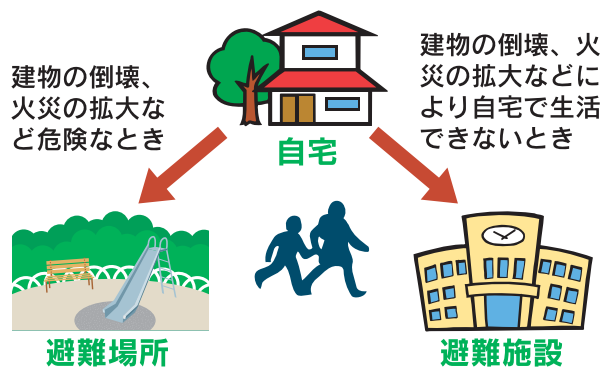 建物の倒壊、
火災の拡大な
ど危険なとき
建物の倒壊、火
災の拡大などに
より自宅で生活
できないとき
自宅
避難場所
避難施設